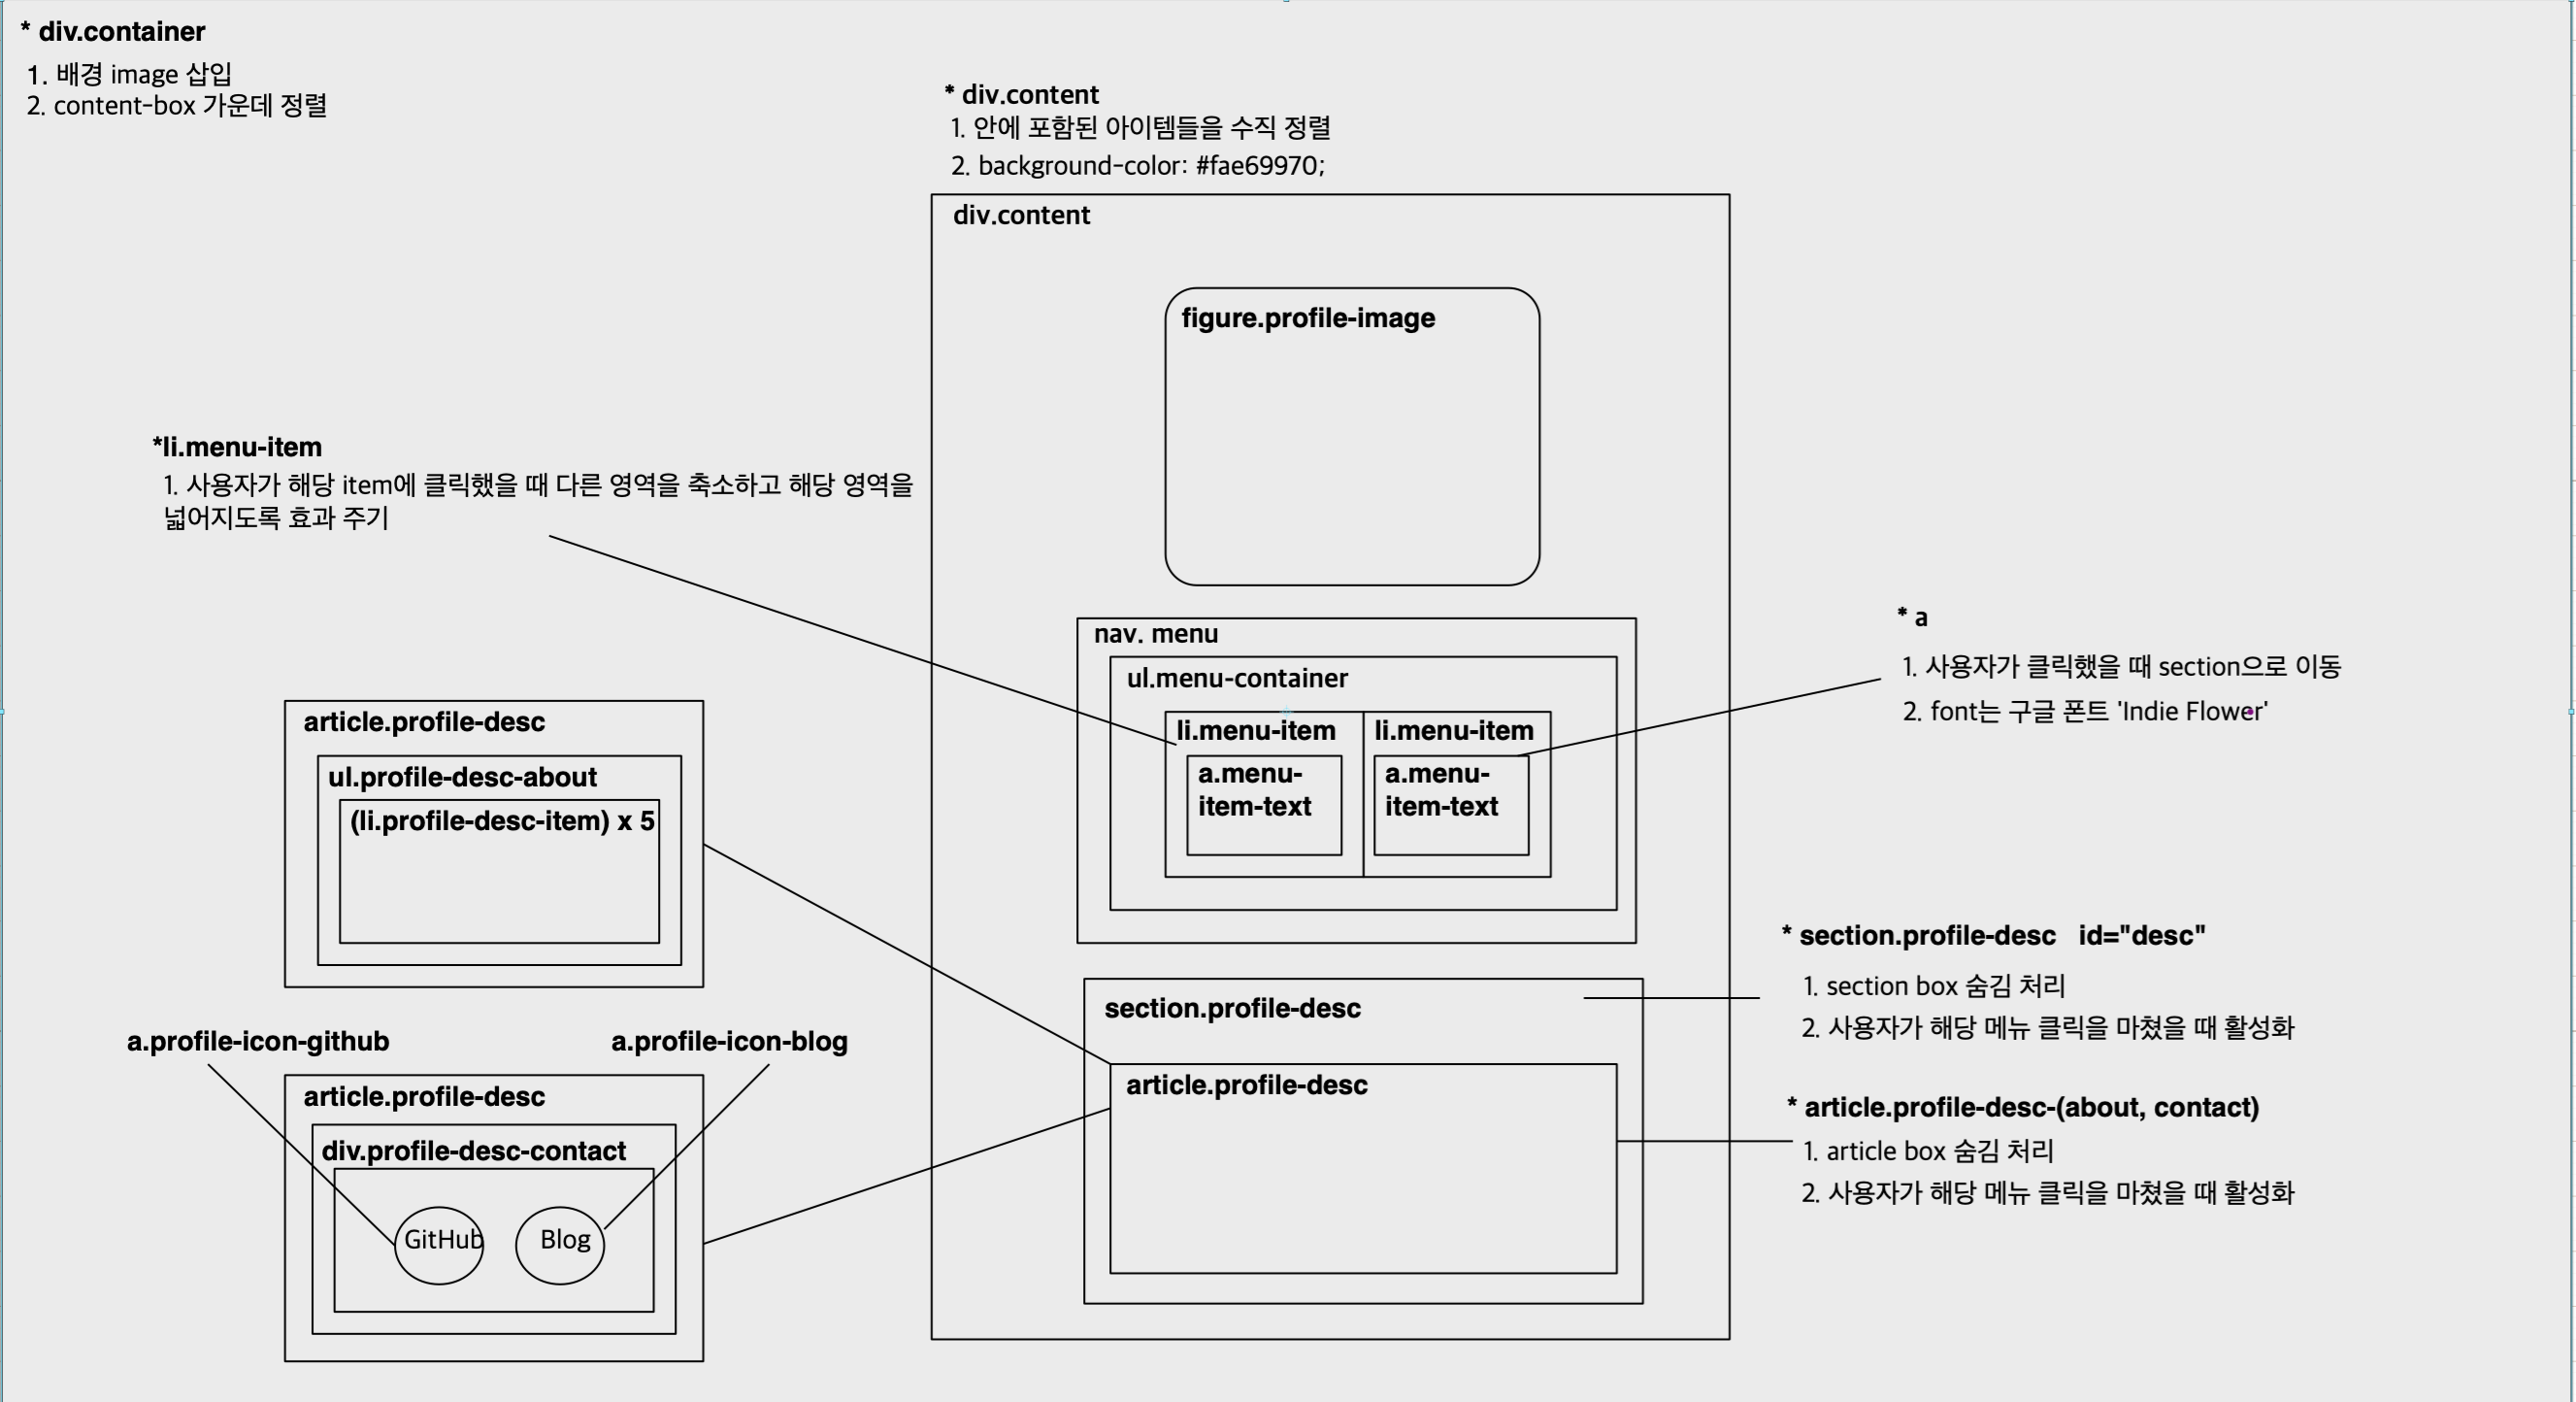 * div.container
1. 배경 image 삽입
2. content-box 가운데 정렬
* div.content
1. 안에 포함된 아이템들을 수직 정렬
2. background-color: #fae69970;
div.content
figure.profile-image
*li.menu-item
1. 사용자가 해당 item에 클릭했을 때 다른 영역을 축소하고 해당 영역을
넓어지도록 효과 주기
nav. menu
ul.menu-container
li.menu-item
a.menu-
item-text
li.menu-item
a.menu-
item-text
* a
1. 사용자가 클릭했을 때 section으로 이동
2. font는 구글 폰트 'Indie Flower'
article.profile-desc
ul.profile-desc-about
(li.profile-desc-item) x 5
* section.profile-desc   id="desc"
1. section box 숨김 처리
2. 사용자가 해당 메뉴 클릭을 마쳤을 때 활성화
section.profile-desc
article.profile-desc
* article.profile-desc-(about, contact)
1. article box 숨김 처리
2. 사용자가 해당 메뉴 클릭을 마쳤을 때 활성화
a.profile-icon-github
a.profile-icon-blog
article.profile-desc
div.profile-desc-contact
GitHub
Blog